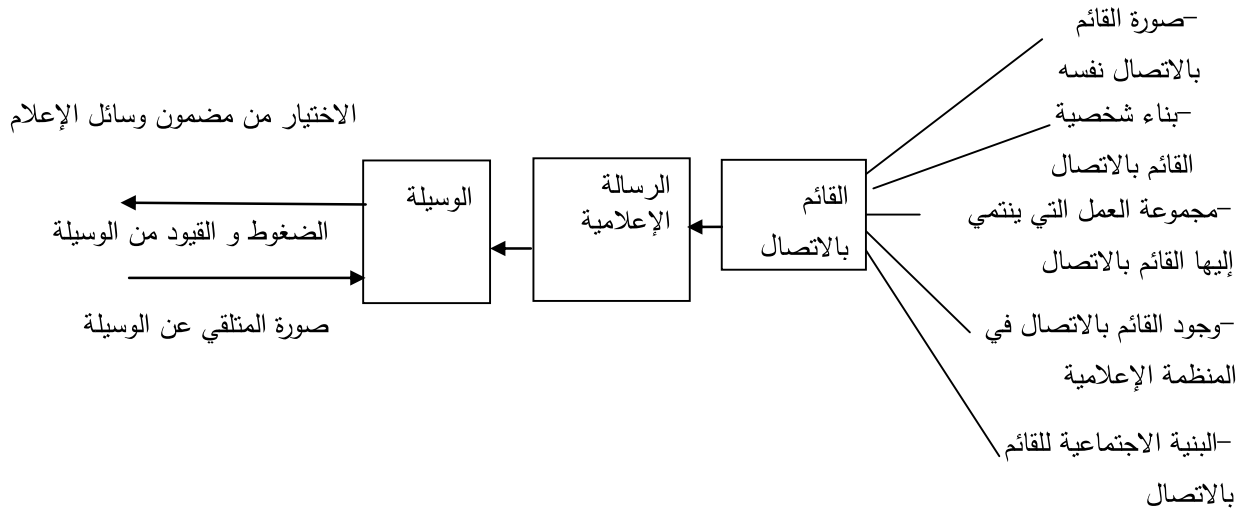 –صورة القائم
بالاتصال نفسه
–بناء شخصية
القائم بالاتصال
–مجموعة العمل التي ينتمي
إليها القائم بالاتصال
–وجود القائم بالاتصال في
المنظمة الإعلامية
–البنية الاجتماعية للقائم
بالاتصال
القائم
بالاتصال
الرسالة
الإعلامية
الوسيلة
الاختيار من مضمون وسائل الإعلام
الضغوط و القيود من الوسيلة
صورة المتلقي عن الوسيلة